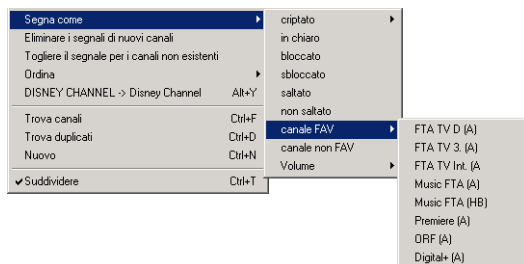 Segna come
Eliminare i segnali di nuovi canali
Togliere il segnale per i canali non esistenti
Ordina
DISNEY CHANNEL -> Disney Channel Alt+Y
Trova canali Ctrl+F
Trova duplicati Ctrl+D
Nuovo Ctrl+N
Suddividere Ctrl+T
criptato
in chiaro
bloccato
sbloccato
saltato
non saltato
canale FAV
canale non FAV
Volume
FTA TV D (A)
FTA TV 3. (A)
FTA TV Int. (A
Music FTA (A)
Music FTA (HB)
Premiere (A)
ORF (A)
Digital+ (A)